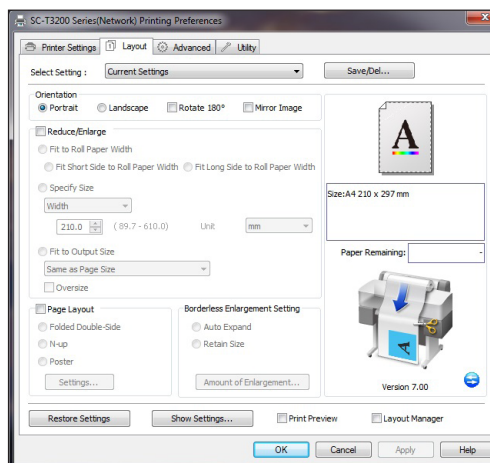 SC-T3200 Series(Network) Printing Preferences
Printer Settings Layout Advanced Utility
Select Setting : Current Settings Save/Del...
Orientation
Portrait Landscape Rotate 180° Mirror Image
Reduce/Enlarge
Fit to Roll Paper Width
Fit Short Side to Roll Paper Width Fit Long Side to Roll Paper Width
Specify Size
Width
210.0 ( 89.7 - 610.0) Unit mm
Fit to Output Size
Same as Page Size
Oversize
A
Size:A4 210 x 297 mm
Paper Remaining: -
Page Layout
Folded Double-Side
N-up
Poster
Settings...
Borderless Enlargement Setting
Auto Expand
Retain Size
Amount of Enlargement...
A
Version 7.00
Restore Settings Show Settings... Print Preview Layout Manager
OK Cancel Apply Help